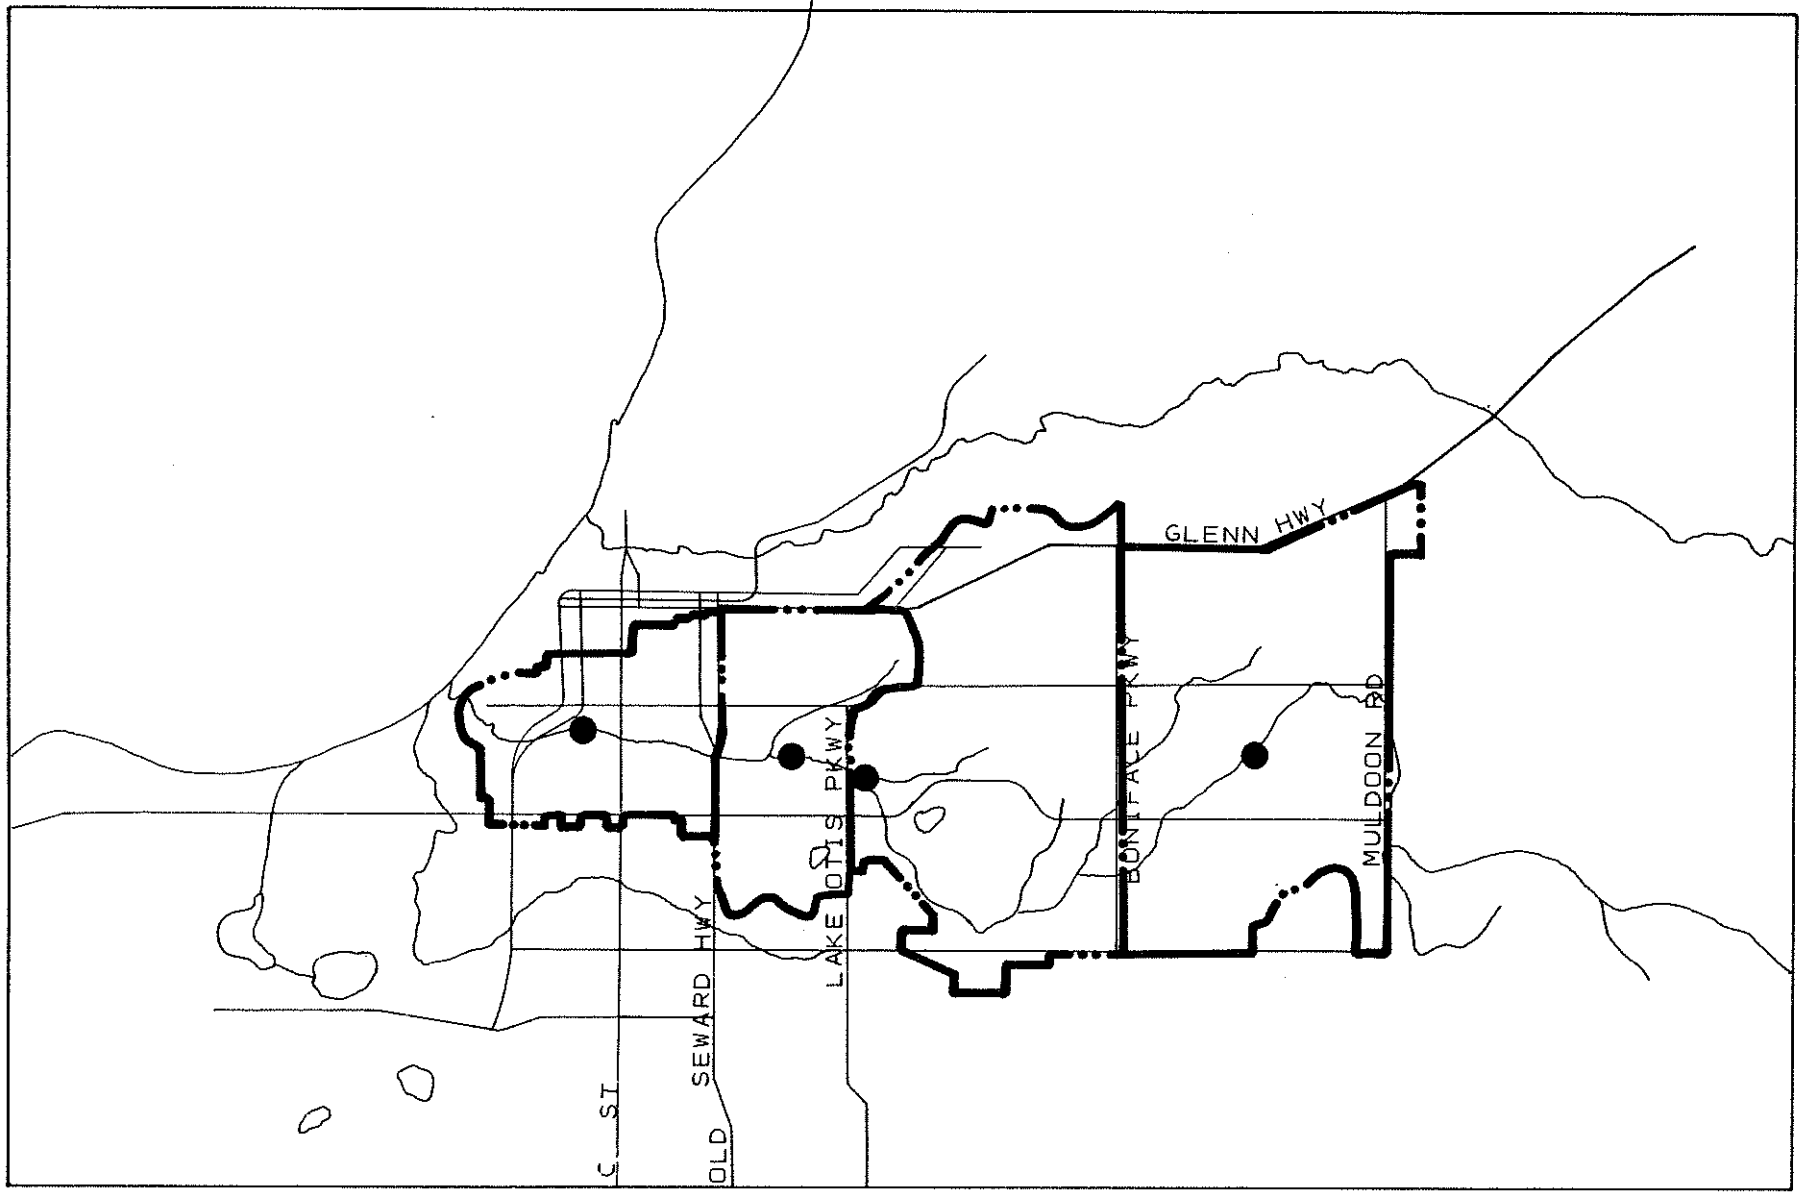 GLENN HWY
BONIFACE PKWY
MULDOON RD
LAKE OTIS PKWY
OLD SEWARD HWY
C ST